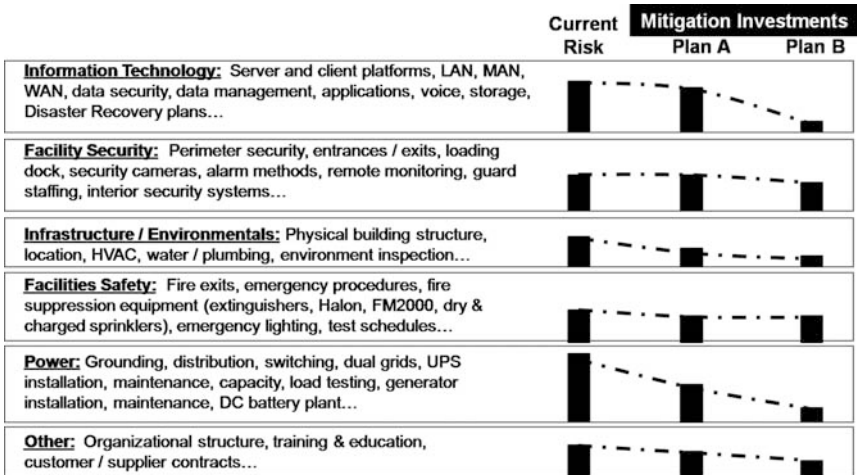 Current Risk
Mitigation Investments
Plan A Plan B
Information Technology: Server and client platforms, LAN, MAN,
WAN, data security, data management, applications, voice, storage,
Disaster Recovery plans…
Facility Security: Perimeter security, entrances / exits, loading
dock, security cameras, alarm methods, remote monitoring, guard
staffing, interior security systems…
Infrastructure / Environmentals: Physical building structure,
location, HVAC, water / plumbing, environment inspection…
Facilities Safety: Fire exits, emergency procedures, fire
suppression equipment (extinguishers, Halon, FM2000, dry &
charged sprinklers), emergency lighting, test schedules…
Power: Grounding, distribution, switching, dual grids, UPS
installation, maintenance, capacity, load testing, generator
installation, maintenance, DC battery plant…
Other: Organizational structure, training & education,
customer / supplier contracts…